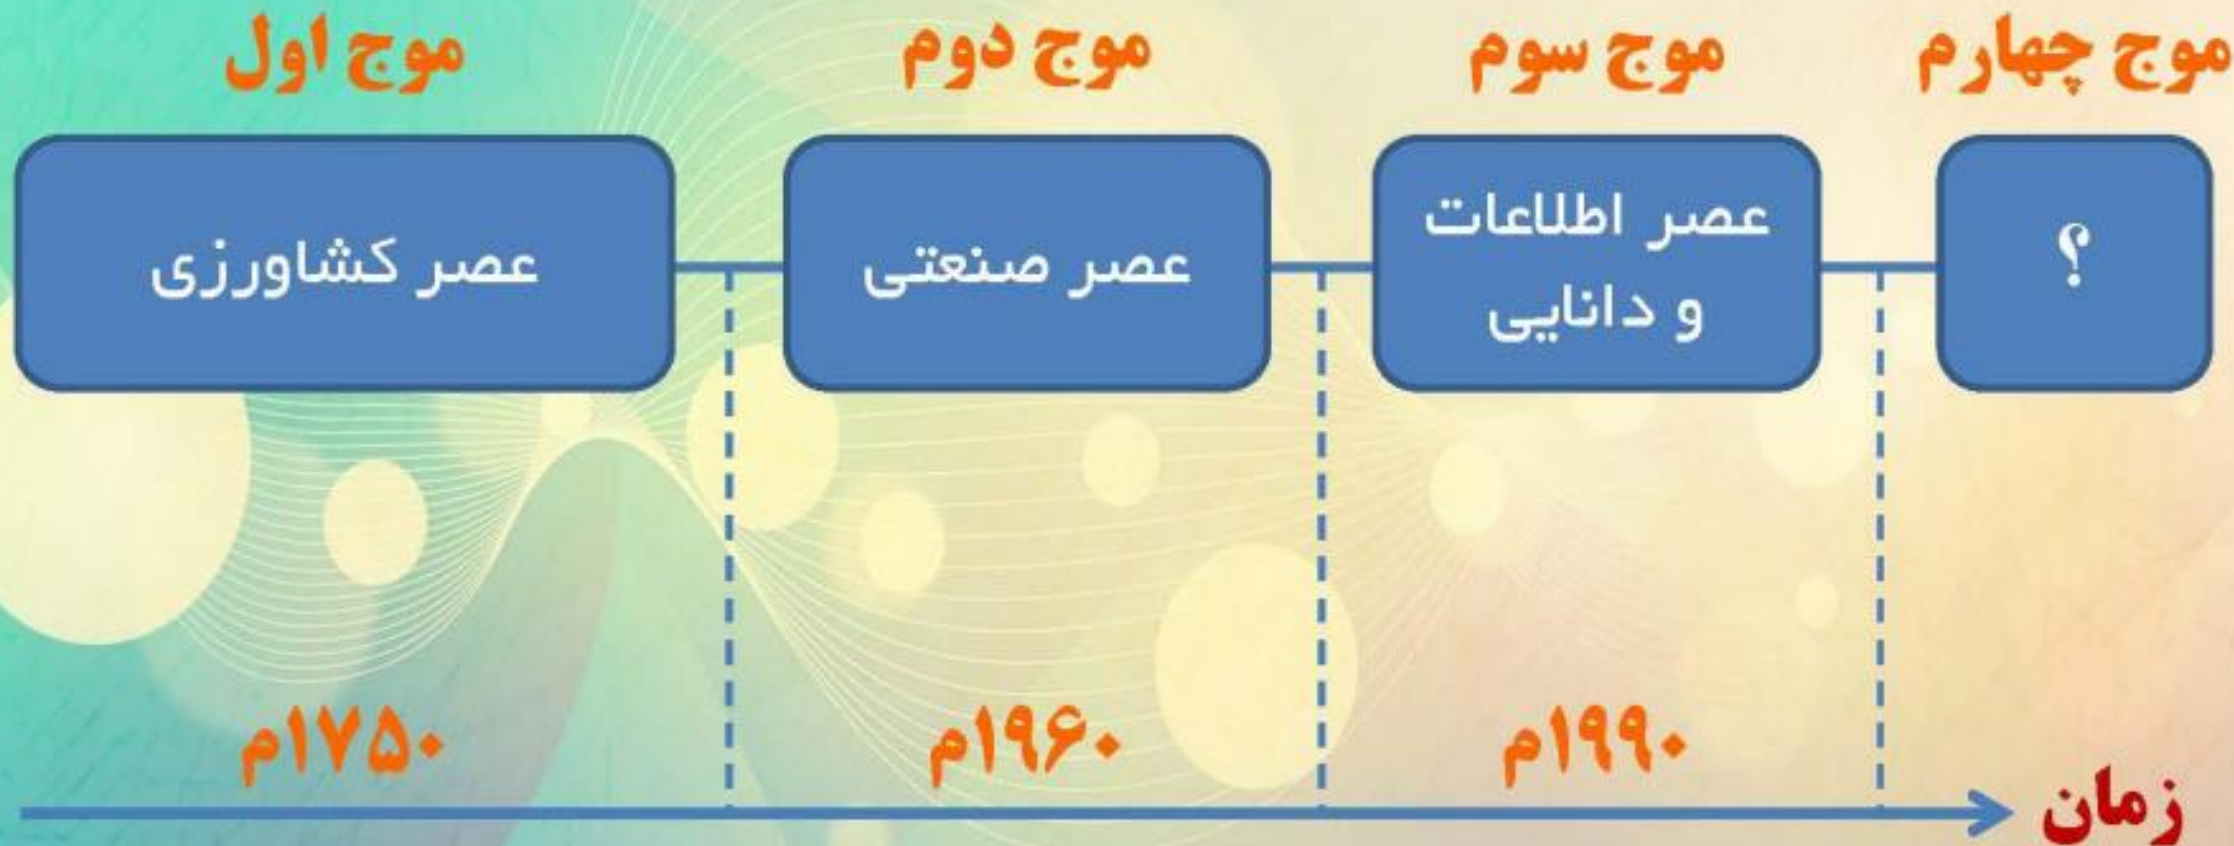 موج اول
موج دوم
موج سوم
موج چهارم
عصر کشاورزی
عصر صنعتی
عصر اطلاعات
و دانایی
؟
۱۷۵۰م
۱۹۶۰م
۱۹۹۰م
زمان